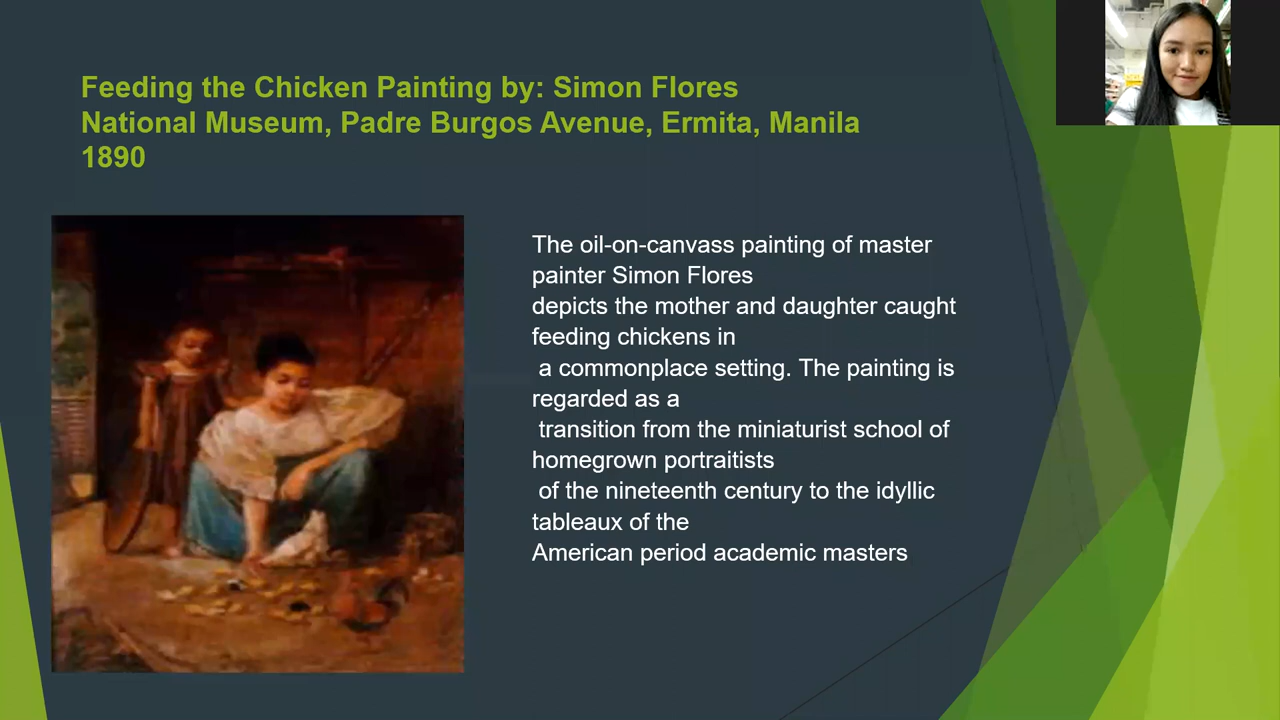 Feeding the Chicken Painting by: Simon Flores
National Museum, Padre Burgos Avenue, Ermita, Manila
1890
The oil-on-canvass painting of master
painter Simon Flores
depicts the mother and daughter caught
feeding chickens in
a commonplace setting. The painting is
regarded as a
transition from the miniaturist school of
homegrown portraitists
of the nineteenth century to the idyllic
tableaux of the
American period academic masters